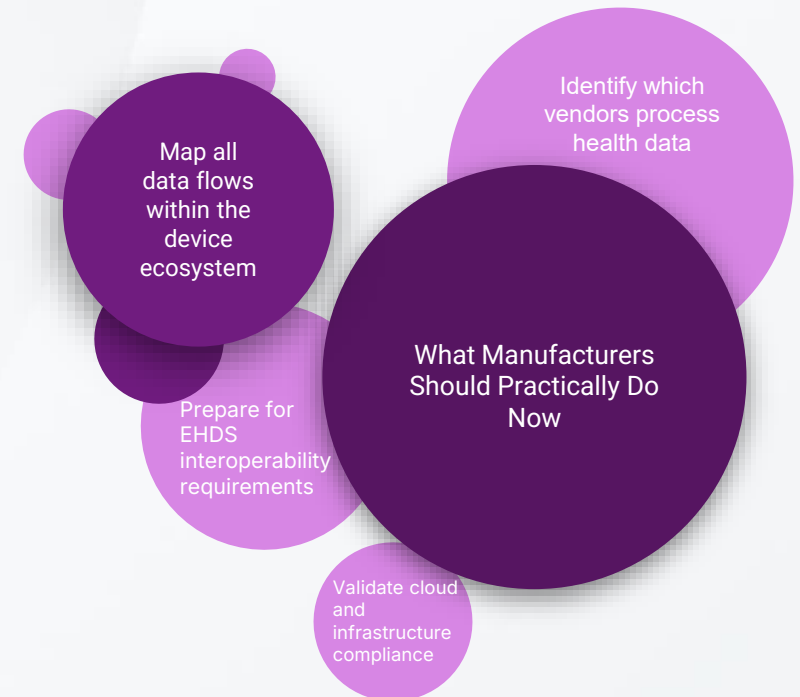 Identify which
vendors process
health data
Map all
data flows
within the
device
ecosystem
What Manufacturers
Should Practically Do
Now
Prepare for
EHDS
interoperability
requirements
Validate cloud
and
infrastructure
compliance